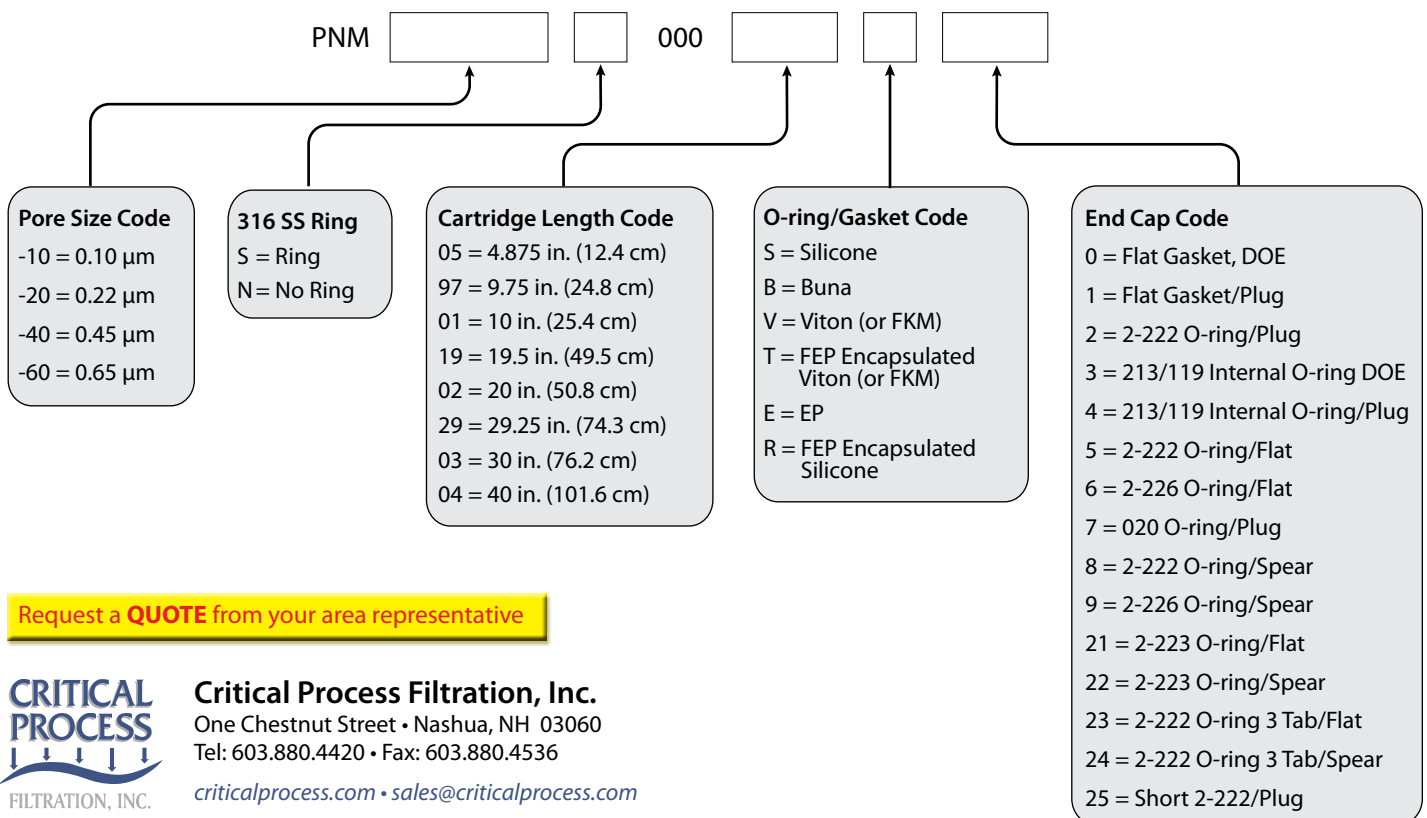 PNM 000
Pore Size Code
-10 = 0.10 µm
-20 = 0.22 µm
-40 = 0.45 µm
-60 = 0.65 µm
316 SS Ring
S = Ring
N = No Ring
Cartridge Length Code
05 = 4.875 in. (12.4 cm)
97 = 9.75 in. (24.8 cm)
01 = 10 in. (25.4 cm)
19 = 19.5 in. (49.5 cm)
02 = 20 in. (50.8 cm)
29 = 29.25 in. (74.3 cm)
03 = 30 in. (76.2 cm)
04 = 40 in. (101.6 cm)
O-ring/Gasket Code
S = Silicone
B = Buna
V = Viton (or FKM)
T = FEP Encapsulated
Viton (or FKM)
E = EP
R = FEP Encapsulated
Silicone
End Cap Code
0 = Flat Gasket, DOE
1 = Flat Gasket/Plug
2 = 2-222 O-ring/Plug
3 = 213/119 Internal O-ring DOE
4 = 213/119 Internal O-ring/Plug
5 = 2-222 O-ring/Flat
6 = 2-226 O-ring/Flat
7 = 020 O-ring/Plug
8 = 2-222 O-ring/Spear
9 = 2-226 O-ring/Spear
21 = 2-223 O-ring/Flat
22 = 2-223 O-ring/Spear
23 = 2-222 O-ring 3 Tab/Flat
24 = 2-222 O-ring 3 Tab/Spear
25 = Short 2-222/Plug
Request a QUOTE from your area representative
CRITICAL
PROCESS
FILTRATION, INC.
Critical Process Filtration, Inc.
One Chestnut Street • Nashua, NH 03060
Tel: 603.880.4420 • Fax: 603.880.4536
criticalprocess.com • sales@criticalprocess.com